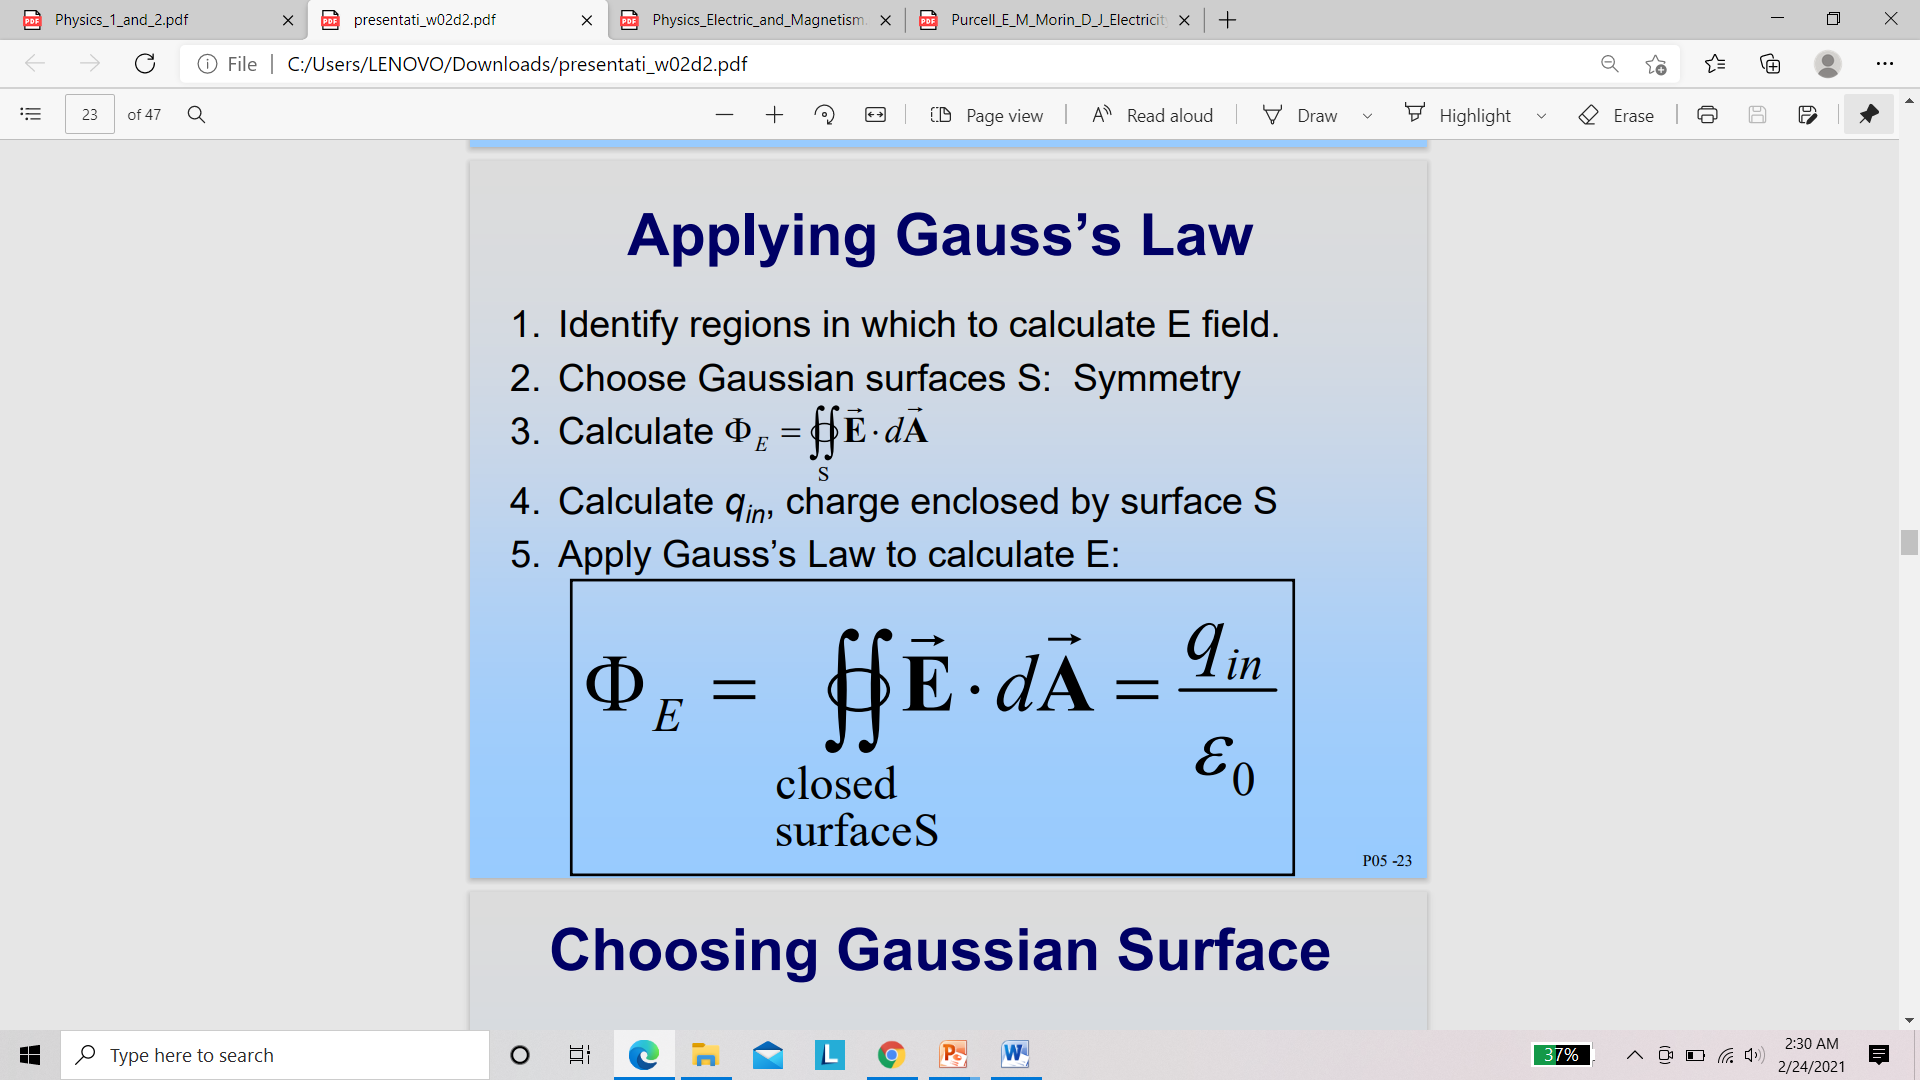 Physics_1_and_2.pdf
presentati_w02d2.pdf
Physics_Electric_and_Magnetism
Purcell_E_M_Morin_D_J_Electricit
File C:/Users/LENOVO/Downloads/presentati_w02d2.pdf
23 of 47 Page view Read aloud Draw Highlight Erase
Applying Gauss’s Law
1. Identify regions in which to calculate E field.
2. Choose Gaussian surfaces S: Symmetry
3. Calculate Φ_E = ∯ E⃗ · dA⃗
S
4. Calculate q_in, charge enclosed by surface S
5. Apply Gauss’s Law to calculate E:
Φ_E = ∯ E⃗ · dA⃗ = q_in / ε_0
closed
surfaceS
P05 -23
Choosing Gaussian Surface
Type here to search
37%
2:30 AM
2/24/2021